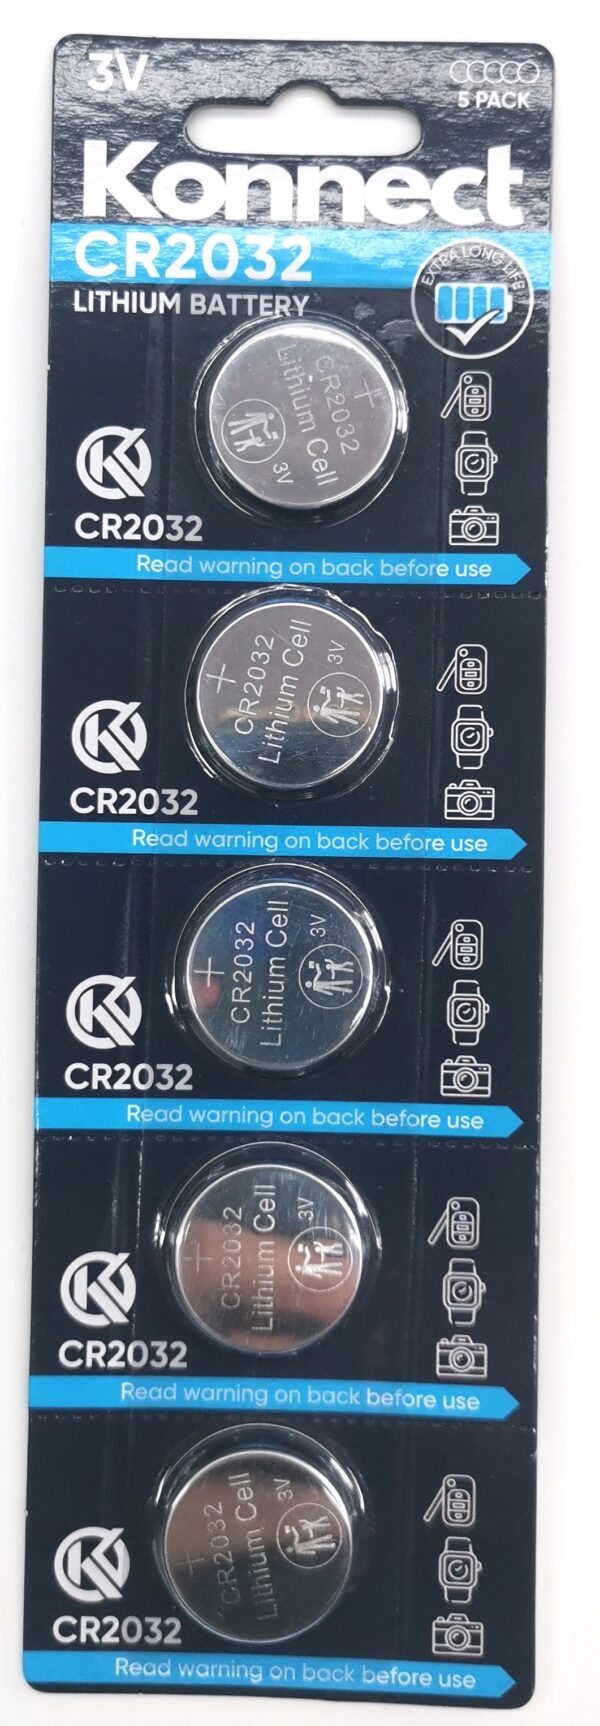 3V
5 PACK
Konnect
CR2032
LITHIUM BATTERY
EXTRA LONG LIFE
+
CR2032
Lithium Cell
3V
CR2032
Read warning on back before use
+
CR2032
Lithium Cell
3V
CR2032
Read warning on back before use
+
CR2032
Lithium Cell
3V
CR2032
Read warning on back before use
+
CR2032
Lithium Cell
3V
CR2032
Read warning on back before use
+
CR2032
Lithium Cell
3V
CR2032
Read warning on back before use